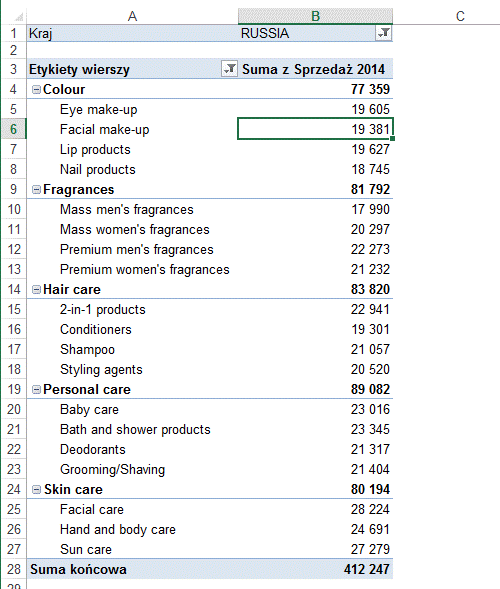 A B C
1 Kraj RUSSIA
2
3 Etykiety wierszy Suma z Sprzedaż 2014
4 Colour 77 359
5 Eye make-up 19 605
6 Facial make-up 19 381
7 Lip products 19 627
8 Nail products 18 745
9 Fragrances 81 792
10 Mass men's fragrances 17 990
11 Mass women's fragrances 20 297
12 Premium men's fragrances 22 273
13 Premium women's fragrances 21 232
14 Hair care 83 820
15 2-in-1 products 22 941
16 Conditioners 19 301
17 Shampoo 21 057
18 Styling agents 20 520
19 Personal care 89 082
20 Baby care 23 016
21 Bath and shower products 23 345
22 Deodorants 21 317
23 Grooming/Shaving 21 404
24 Skin care 80 194
25 Facial care 28 224
26 Hand and body care 24 691
27 Sun care 27 279
28 Suma końcowa 412 247
29